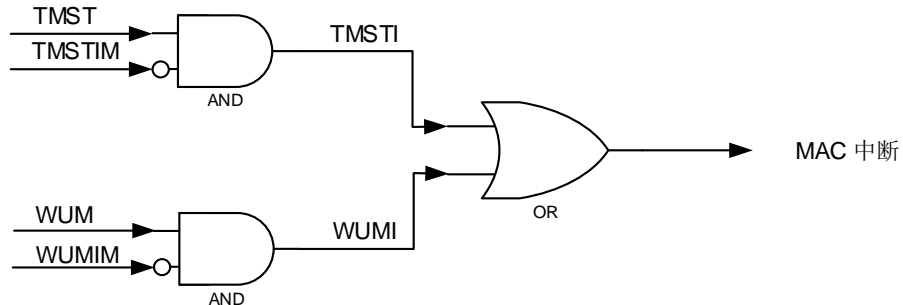 TMST
TMSTIM
AND
TMSTI
WUM
WUMIM
AND
WUMI
OR
MAC 中断